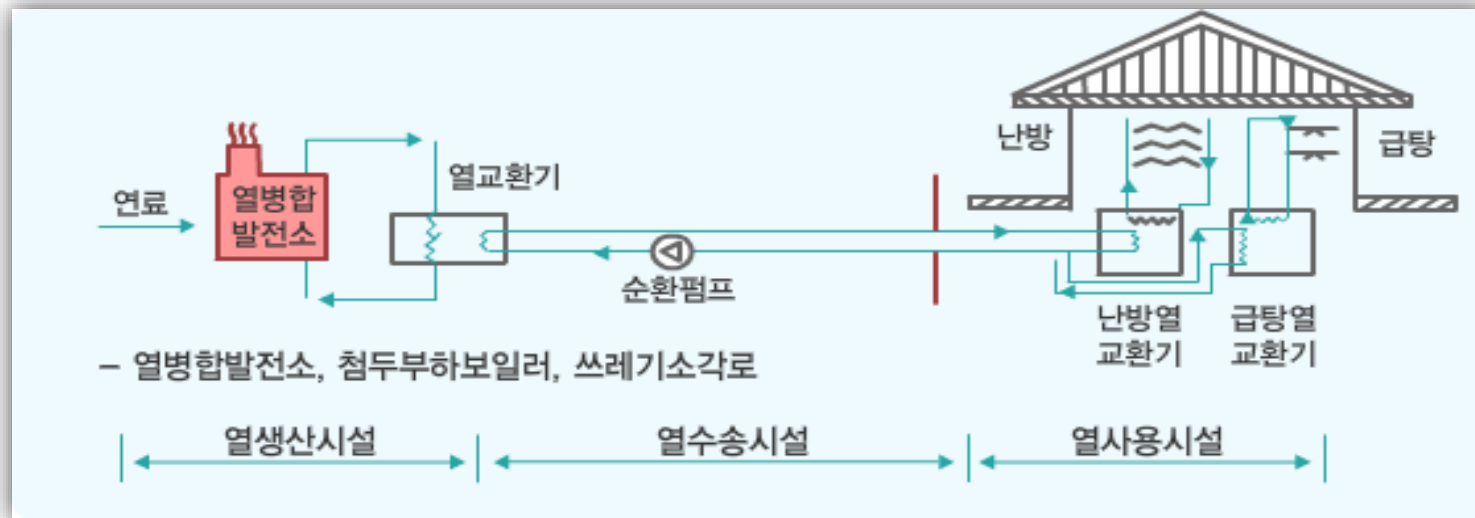 난방
급탕
연료
열병합
발전소
열교환기
순환펌프
난방열
교환기
급탕열
교환기
– 열병합발전소, 첨두부하보일러, 쓰레기소각로
열생산시설
열수송시설
열사용시설